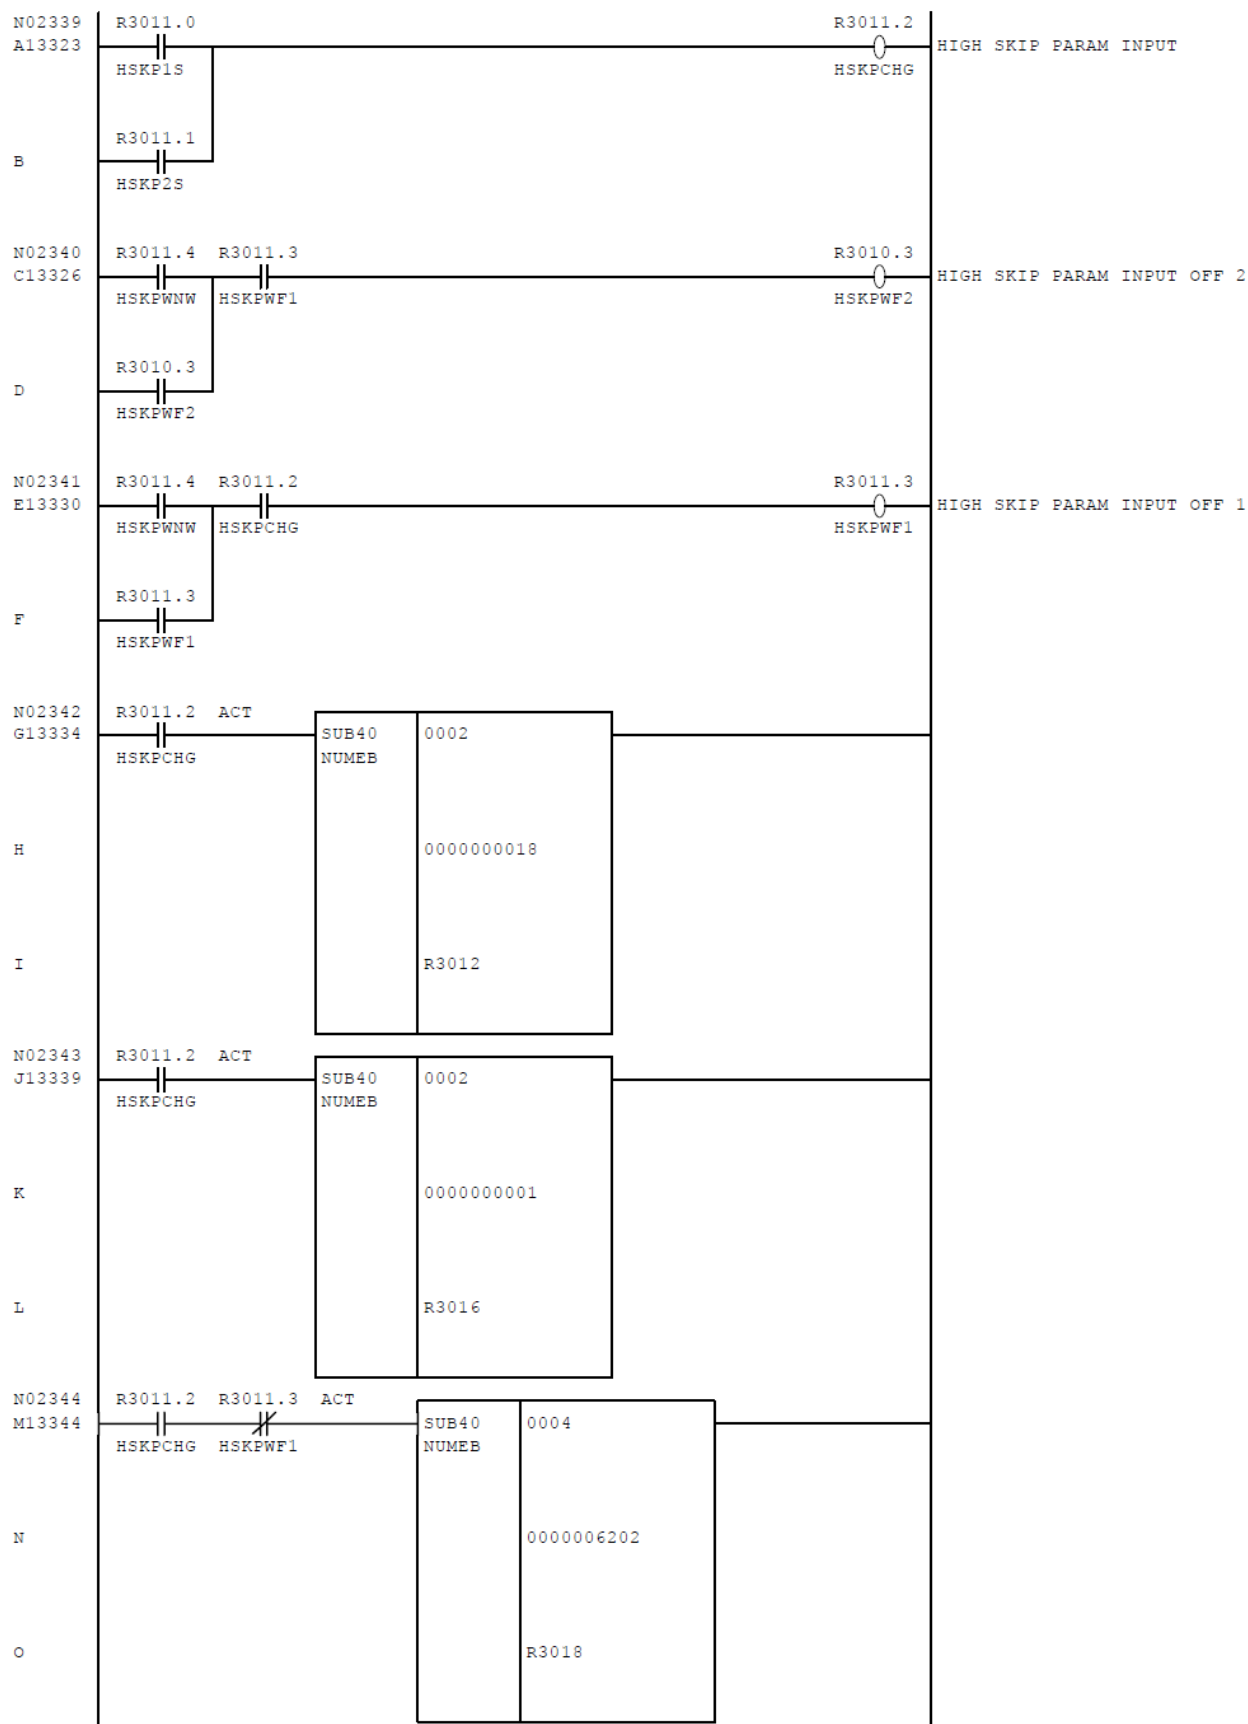 N02339 R3011.0 R3011.2
A13323 HIGH SKIP PARAM INPUT
HSKP1S HSKPCHG
R3011.1
B
HSKP2S
N02340 R3011.4 R3011.3 R3010.3
C13326 HIGH SKIP PARAM INPUT OFF 2
HSKPWNW HSKPWF1 HSKPWF2
R3010.3
D
HSKPWF2
N02341 R3011.4 R3011.2 R3011.3
E13330 HIGH SKIP PARAM INPUT OFF 1
HSKPWNW HSKPCHG HSKPWF1
R3011.3
F
HSKPWF1
N02342 R3011.2 ACT
G13334 SUB40 0002
HSKPCHG NUMEB
H 0000000018
I R3012
N02343 R3011.2 ACT
J13339 SUB40 0002
HSKPCHG NUMEB
K 0000000001
L R3016
N02344 R3011.2 R3011.3 ACT
M13344 SUB40 0004
HSKPCHG HSKPWF1 NUMEB
N 0000006202
O R3018